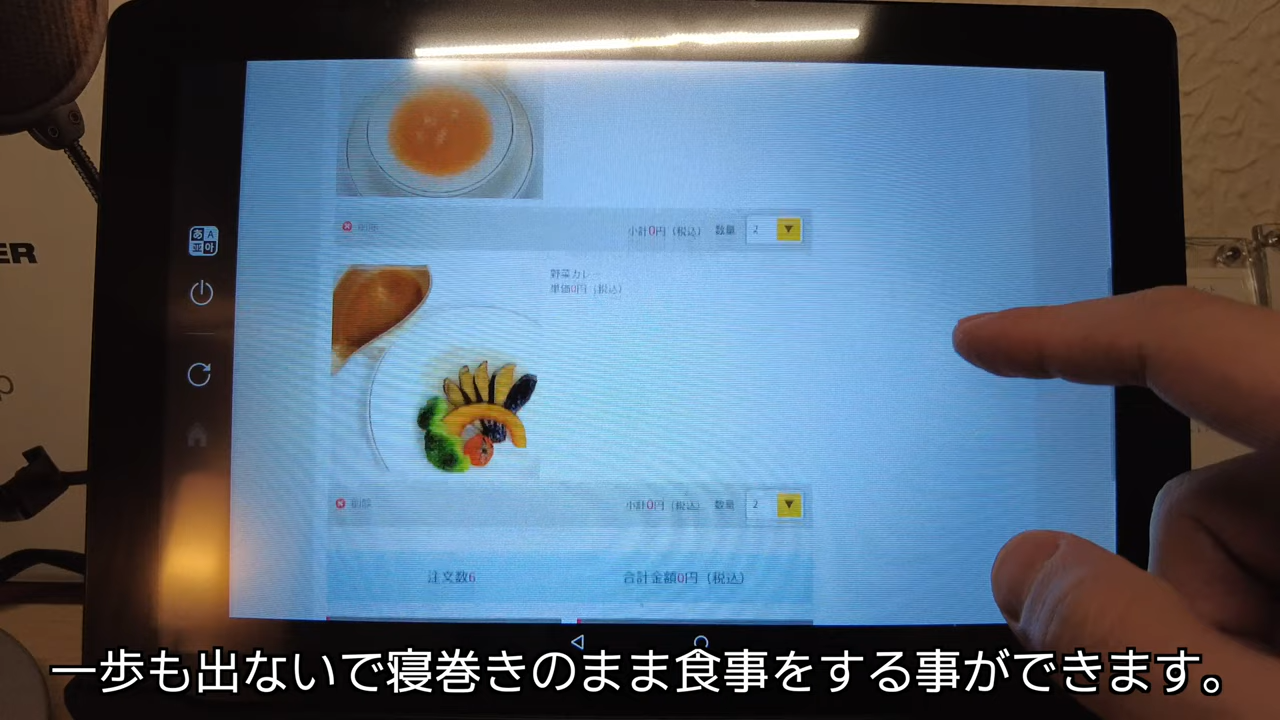 あA
却아
ER
削除
小計0円（税込） 数量 2
野菜カレー
単価0円（税込）
削除
小計0円（税込） 数量 2
注文数6
合計金額0円（税込）
一歩も出ないで寝巻きのまま食事をする事ができます。